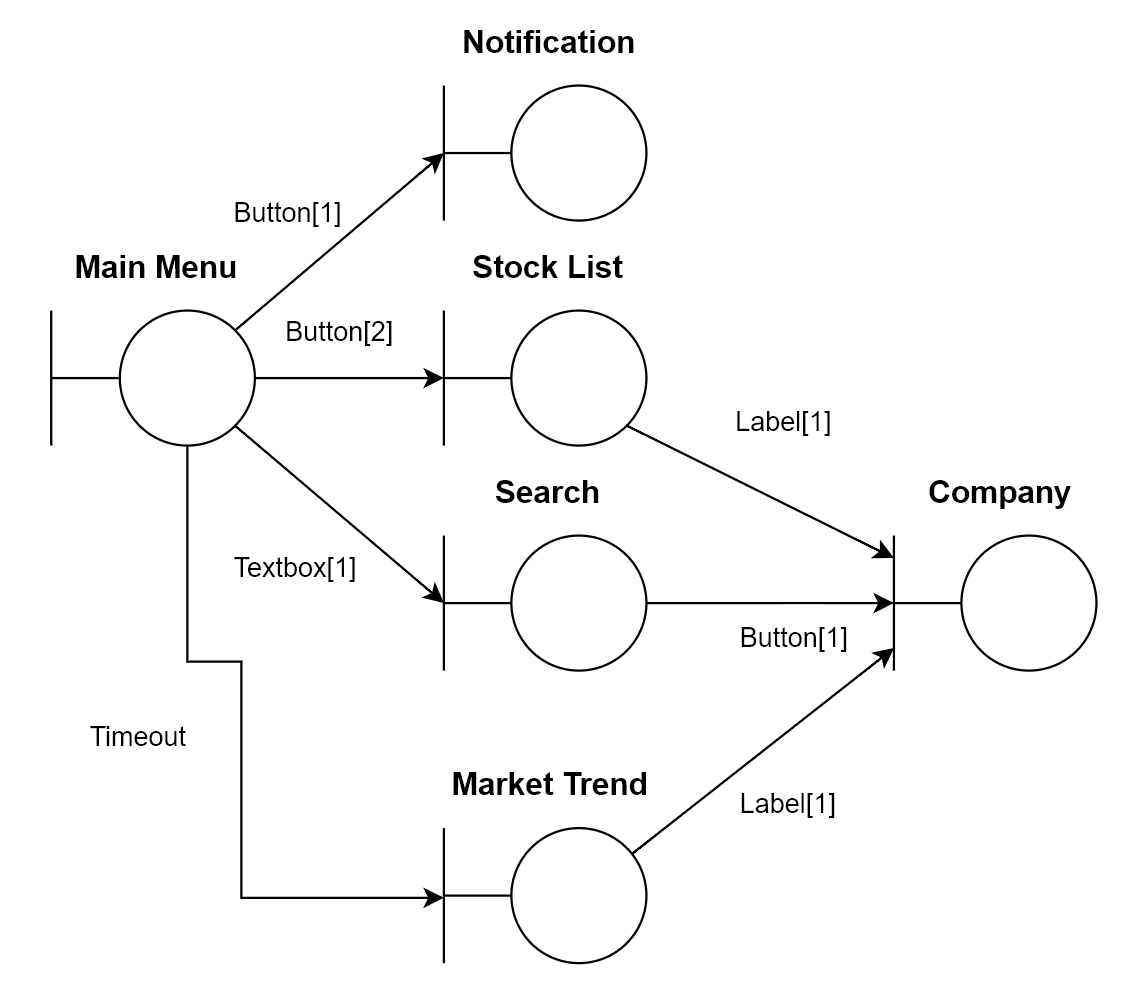 Notification
Button[1]
Main Menu
Stock List
Button[2]
Label[1]
Search
Company
Textbox[1]
Button[1]
Timeout
Market Trend
Label[1]